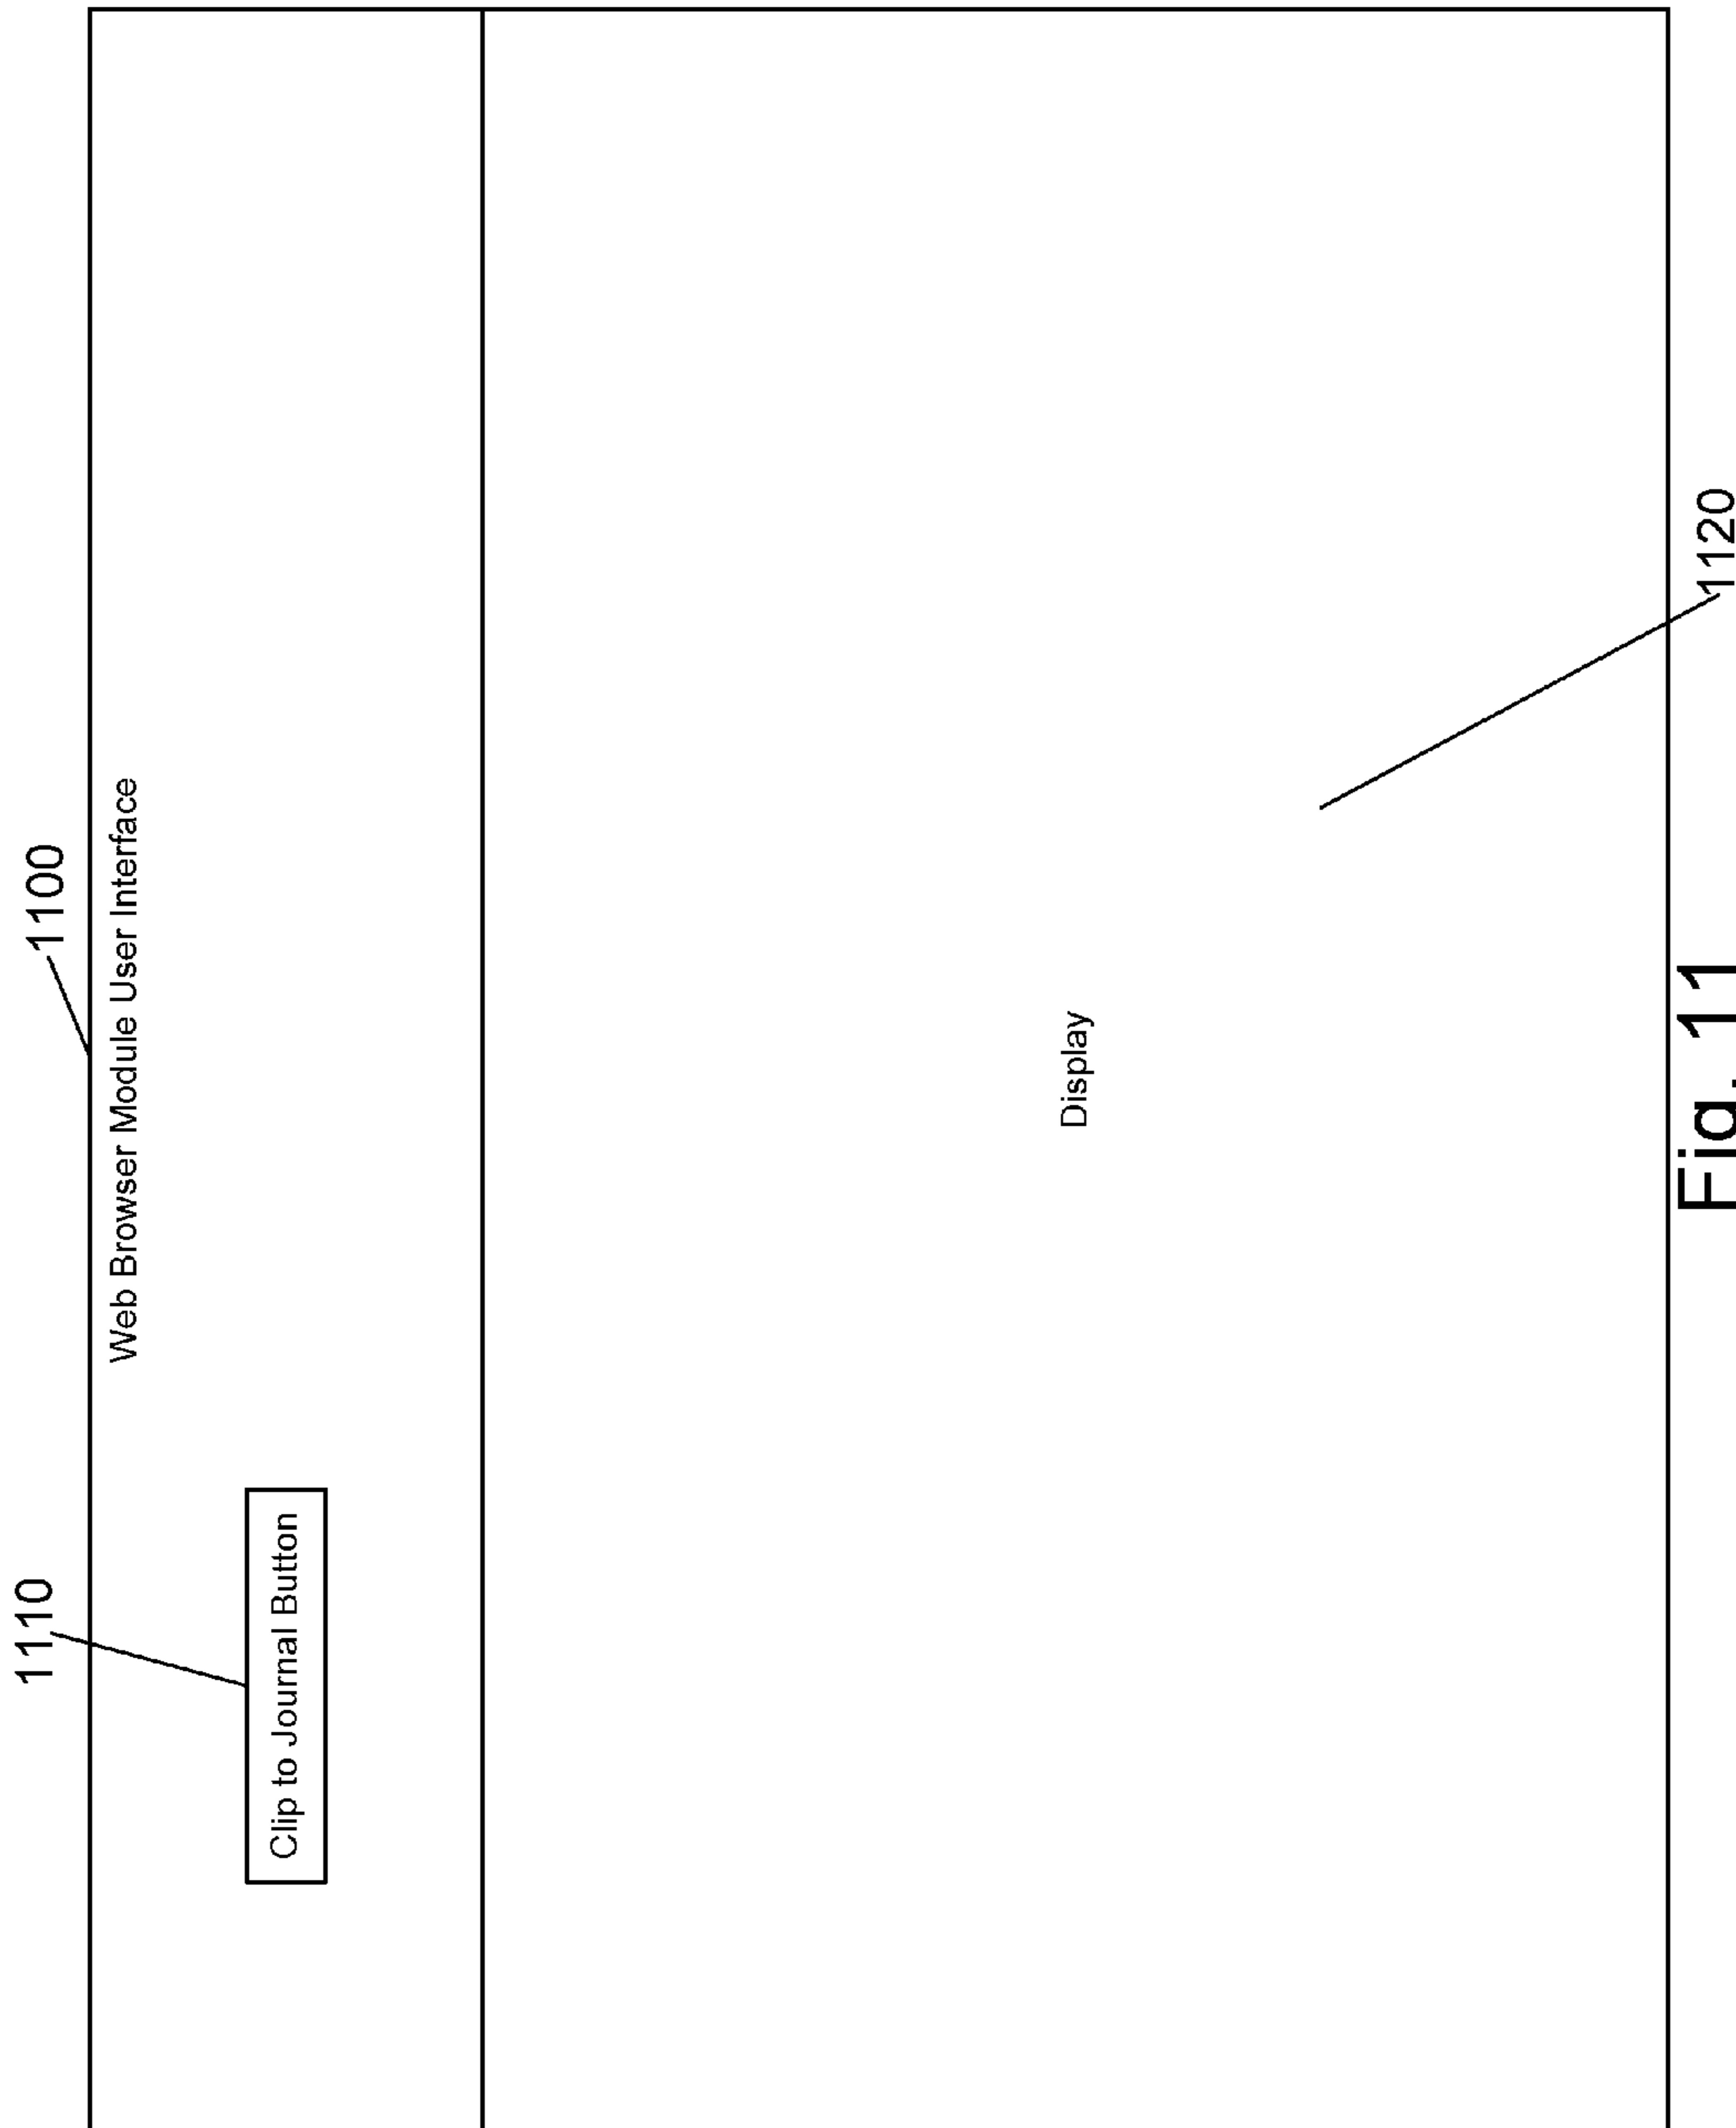 1100
1110
Web Browser Module User Interface
Clip to Journal Button
Display
1120
Fig. 11